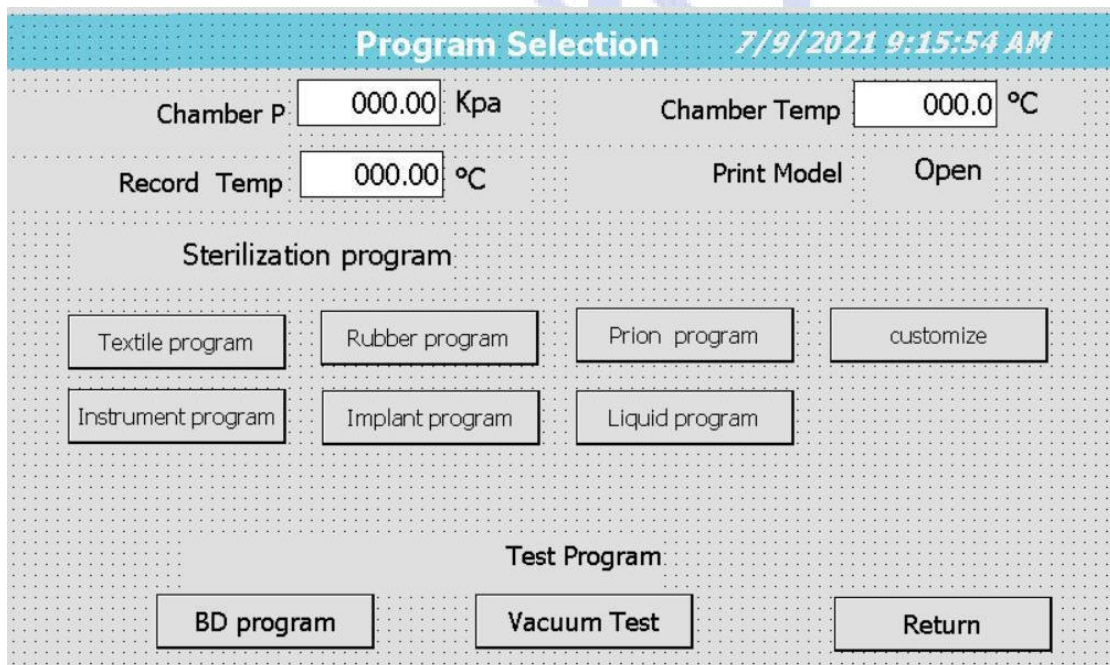 Program Selection 7/9/2021 9:15:54 AM
Chamber P 000.00 Kpa Chamber Temp 000.0 °C
Record Temp 000.00 °C Print Model Open
Sterilization program
Textile program Rubber program Prion program customize
Instrument program Implant program Liquid program
Test Program
BD program Vacuum Test Return